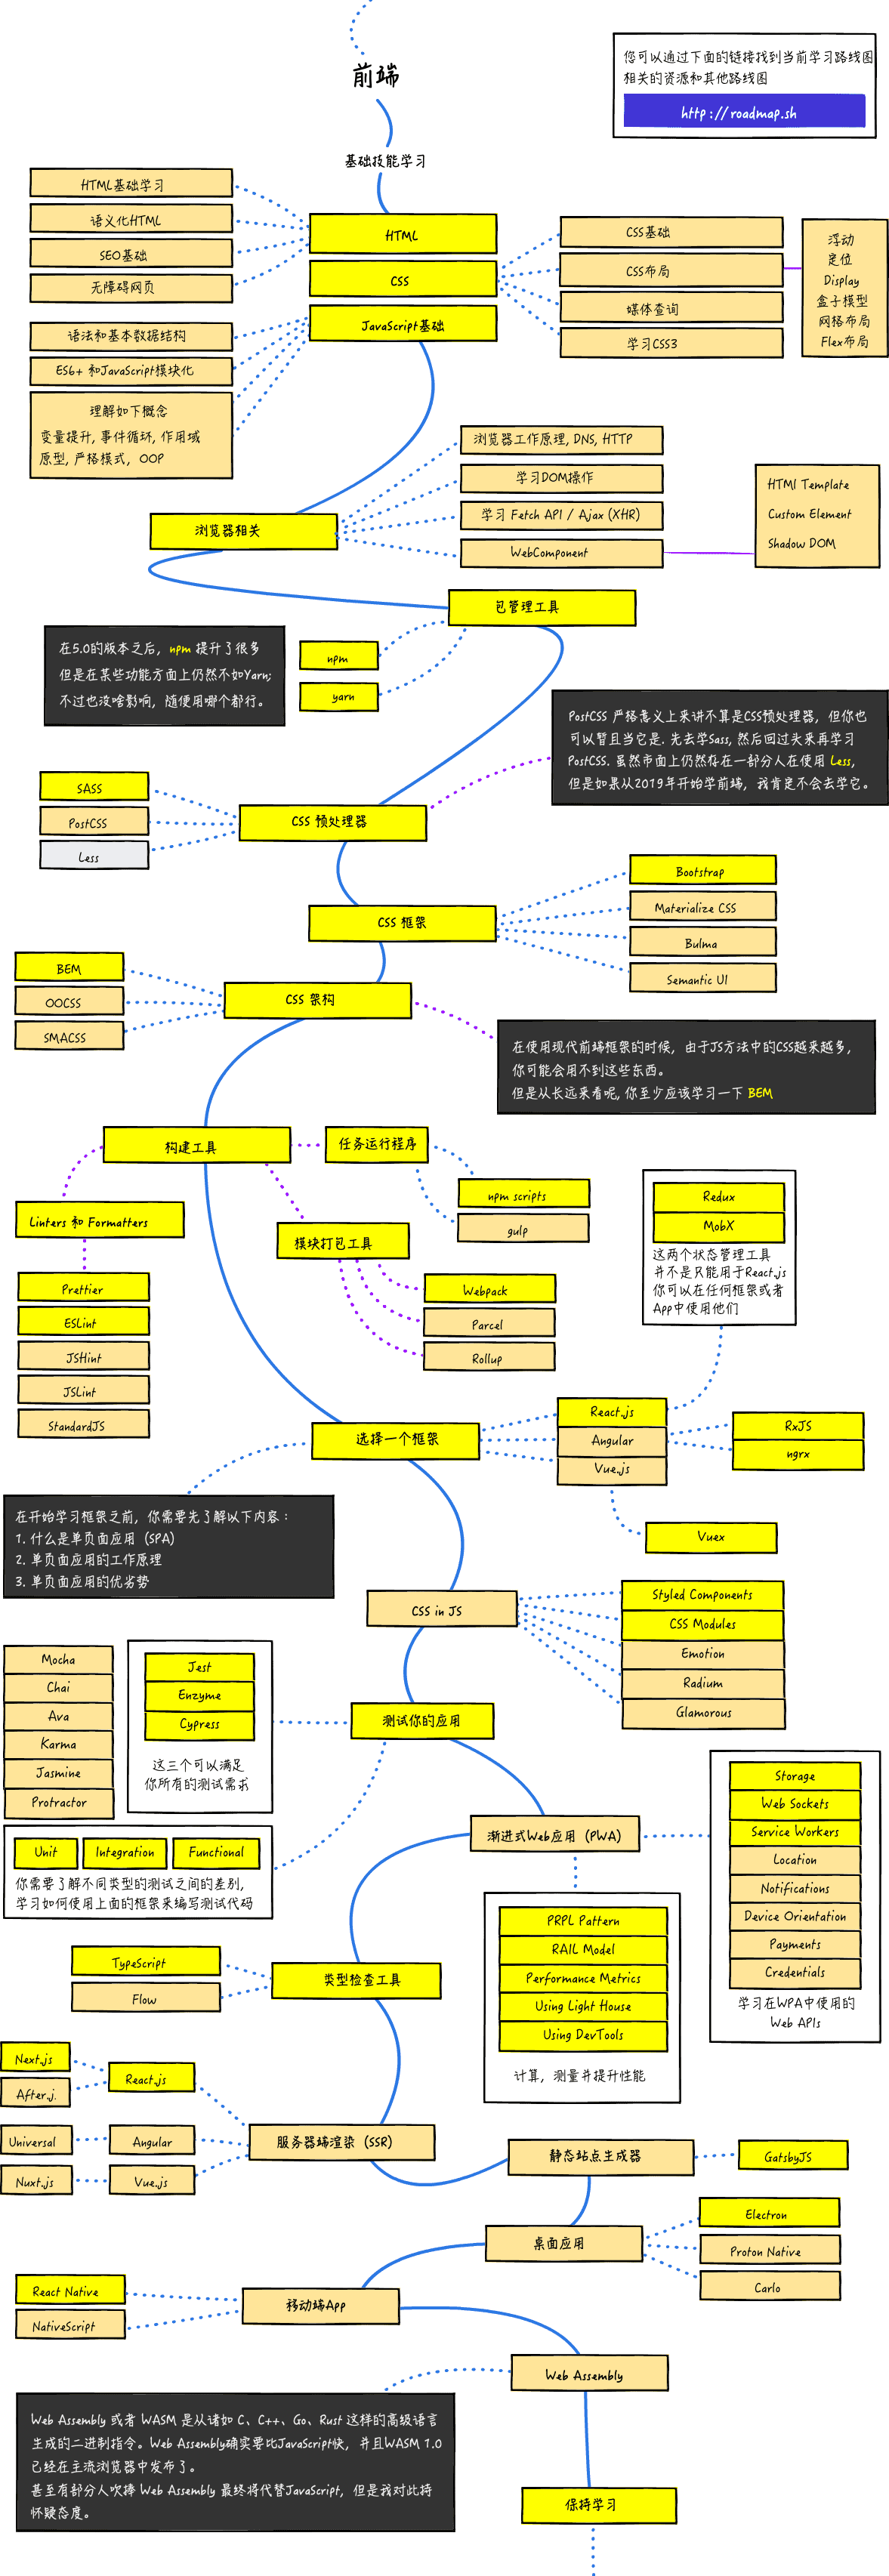 前端
您可以通过下面的链接找到当前学习路线图
相关的资源和其他路线图
http://roadmap.sh
基础技能学习
HTML基础学习
语义化HTML
SEO基础
无障碍网页
HTML
CSS
JavaScript基础
CSS基础
CSS布局
媒体查询
学习CSS3
浮动
定位
Display
盒子模型
网格布局
Flex布局
语法和基本数据结构
ES6+ 和JavaScript模块化
理解如下概念
变量提升, 事件循环, 作用域
原型, 严格模式, OOP
浏览器相关
浏览器工作原理, DNS, HTTP
学习DOM操作
学习 Fetch API / Ajax (XHR)
WebComponent
HTMl Template
Custom Element
Shadow DOM
包管理工具
npm
yarn
在5.0的版本之后, npm 提升了很多
但是在某些功能方面上仍然不如Yarn;
不过也没啥影响, 随便用哪个都行。
PostCSS 严格意义上来讲不算是CSS预处理器, 但你也
可以暂且当它是. 先去学Sass, 然后回过头来再学习
PostCSS. 虽然市面上仍然存在一部分人在使用 Less,
但是如果从2019年开始学前端, 我肯定不会去学它。
CSS 预处理器
SASS
PostCSS
Less
CSS 框架
Bootstrap
Materialize CSS
Bulma
Semantic UI
CSS 架构
BEM
OOCSS
SMACSS
在使用现代前端框架的时候, 由于JS方法中的CSS越来越多,
你可能会用不到这些东西。
但是从长远来看呢, 你至少应该学习一下 BEM
构建工具
任务运行程序
npm scripts
gulp
Linters 和 Formatters
Prettier
ESLint
JSHint
JSLint
StandardJS
模块打包工具
Webpack
Parcel
Rollup
Redux
MobX
这两个状态管理工具
并不是只能用于React.js
你可以在任何框架或者
App中使用他们
选择一个框架
React.js
Angular
Vue.js
RxJS
ngrx
Vuex
在开始学习框架之前, 你需要先了解以下内容：
1. 什么是单页面应用 (SPA)
2. 单页面应用的工作原理
3. 单页面应用的优劣势
CSS in JS
Styled Components
CSS Modules
Emotion
Radium
Glamorous
测试你的应用
Mocha
Chai
Ava
Karma
Jasmine
Protractor
Jest
Enzyme
Cypress
这三个可以满足
你所有的测试需求
Unit
Integration
Functional
你需要了解不同类型的测试之间的差别,
学习如何使用上面的框架来编写测试代码
渐进式Web应用 (PWA)
Storage
Web Sockets
Service Workers
Location
Notifications
Device Orientation
Payments
Credentials
学习在WPA中使用的
Web APIs
PRPL Pattern
RAIL Model
Performance Metrics
Using Light House
Using DevTools
计算, 测量并提升性能
类型检查工具
TypeScript
Flow
服务器端渲染 (SSR)
Next.js
After.j.
React.js
Universal
Angular
Nuxt.js
Vue.js
静态站点生成器
GatsbyJS
桌面应用
Electron
Proton Native
Carlo
移动端App
React Native
NativeScript
Web Assembly
Web Assembly 或者 WASM 是从诸如 C、C++、Go、Rust 这样的高级语言
生成的二进制指令。Web Assembly确实要比JavaScript快, 并且WASM 1.0
已经在主流浏览器中发布了。
甚至有部分人吹捧 Web Assembly 最终将代替JavaScript, 但是我对此持
怀疑态度。
保持学习